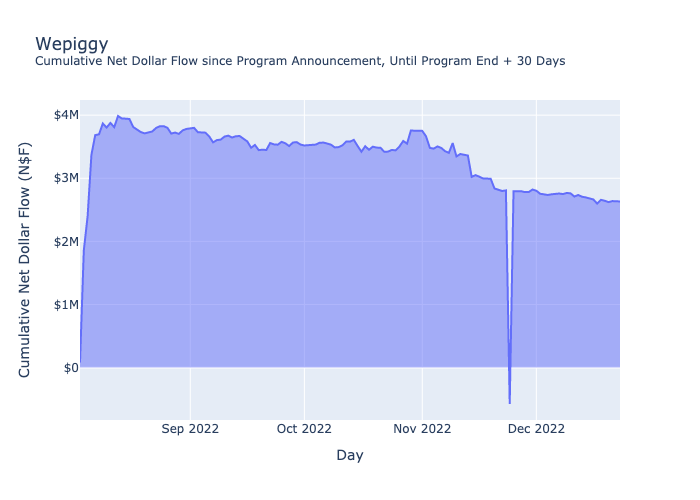 Wepiggy
Cumulative Net Dollar Flow since Program Announcement, Until Program End + 30 Days
Cumulative Net Dollar Flow (N$F)
$4M
$3M
$2M
$1M
$0
Sep 2022
Oct 2022
Nov 2022
Dec 2022
Day